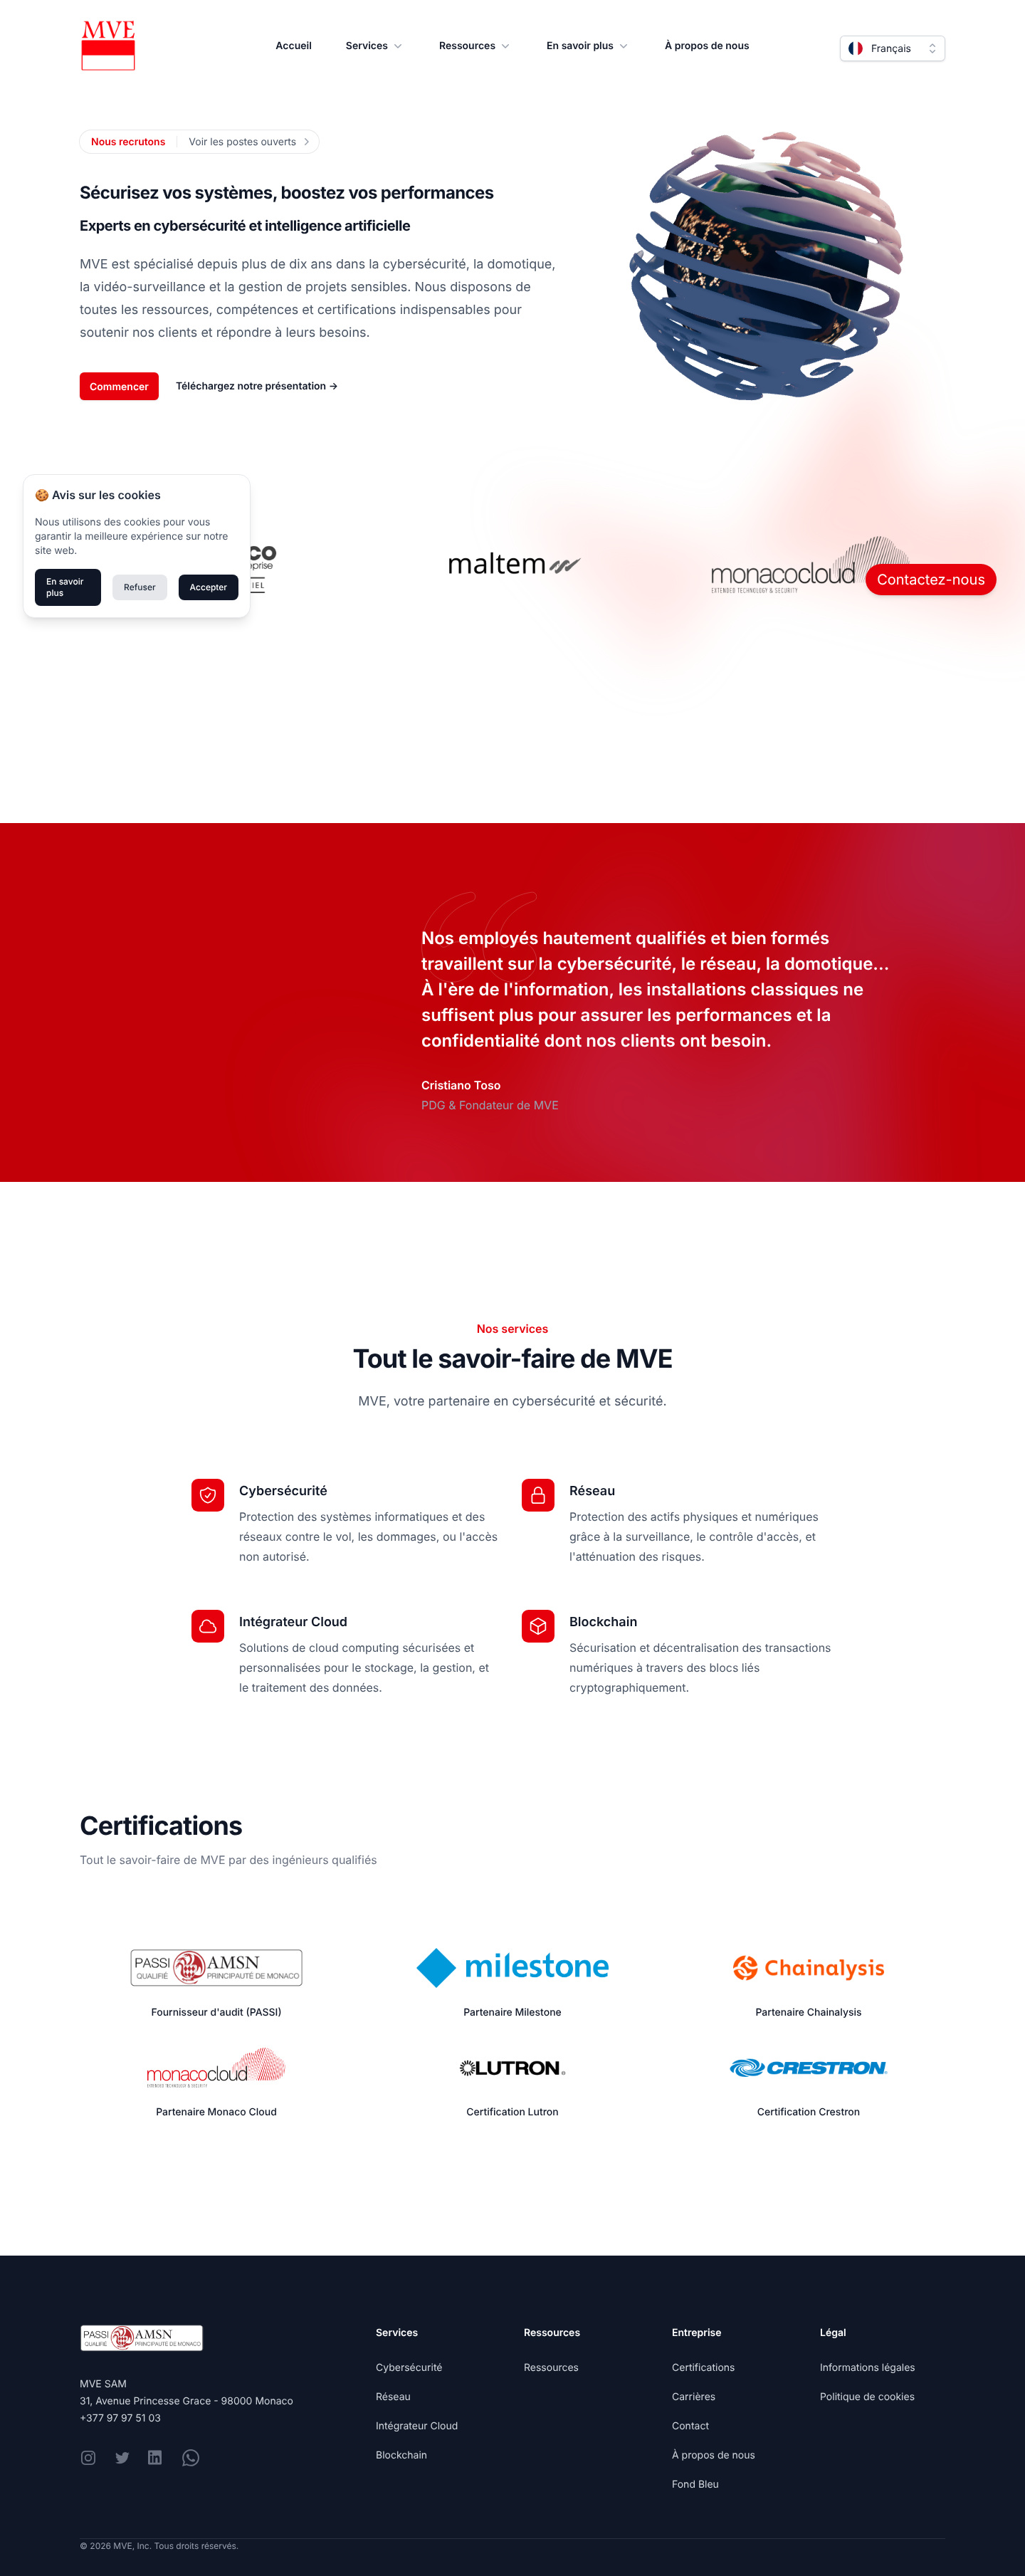 MVE
Accueil
Services
Ressources
En savoir plus
À propos de nous
Français
Nous recrutons
Voir les postes ouverts
Sécurisez vos systèmes, boostez vos performances
Experts en cybersécurité et intelligence artificielle
MVE est spécialisé depuis plus de dix ans dans la cybersécurité, la domotique,
la vidéo-surveillance et la gestion de projets sensibles. Nous disposons de
toutes les ressources, compétences et certifications indispensables pour
soutenir nos clients et répondre à leurs besoins.
Commencer
Téléchargez notre présentation →
🍪 Avis sur les cookies
Nous utilisons des cookies pour vous
garantir la meilleure expérience sur notre
site web.
En savoir
plus
Refuser
Accepter
maltem
monacocloud
EXTENDED TECHNOLOGY & SECURITY
Contactez-nous
Nos employés hautement qualifiés et bien formés
travaillent sur la cybersécurité, le réseau, la domotique...
À l'ère de l'information, les installations classiques ne
suffisent plus pour assurer les performances et la
confidentialité dont nos clients ont besoin.
Cristiano Toso
PDG & Fondateur de MVE
Nos services
Tout le savoir-faire de MVE
MVE, votre partenaire en cybersécurité et sécurité.
Cybersécurité
Protection des systèmes informatiques et des
réseaux contre le vol, les dommages, ou l'accès
non autorisé.
Réseau
Protection des actifs physiques et numériques
grâce à la surveillance, le contrôle d'accès, et
l'atténuation des risques.
Intégrateur Cloud
Solutions de cloud computing sécurisées et
personnalisées pour le stockage, la gestion, et
le traitement des données.
Blockchain
Sécurisation et décentralisation des transactions
numériques à travers des blocs liés
cryptographiquement.
Certifications
Tout le savoir-faire de MVE par des ingénieurs qualifiés
PASSI
QUALIFIÉ
AMSN
PRINCIPAUTÉ DE MONACO
Fournisseur d'audit (PASSI)
milestone
Partenaire Milestone
Chainalysis
Partenaire Chainalysis
monacocloud
EXTENDED TECHNOLOGY & SECURITY
Partenaire Monaco Cloud
LUTRON
Certification Lutron
CRESTRON
Certification Crestron
PASSI
QUALIFIÉ
AMSN
PRINCIPAUTÉ DE MONACO
MVE SAM
31, Avenue Princesse Grace - 98000 Monaco
+377 97 97 51 03
Services
Cybersécurité
Réseau
Intégrateur Cloud
Blockchain
Ressources
Ressources
Entreprise
Certifications
Carrières
Contact
À propos de nous
Fond Bleu
Légal
Informations légales
Politique de cookies
© 2026 MVE, Inc. Tous droits réservés.